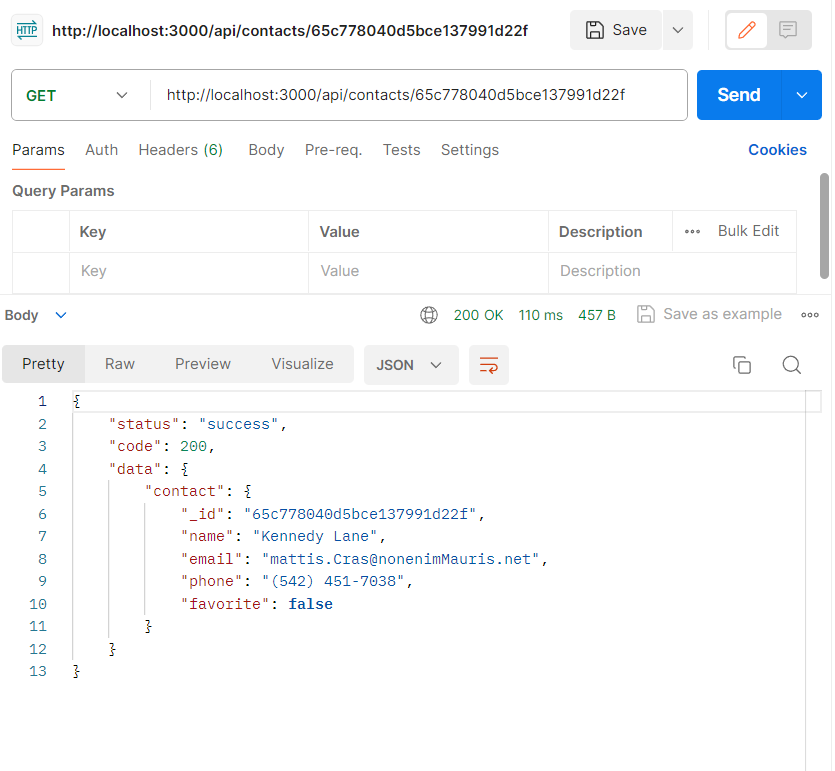 HTTP http://localhost:3000/api/contacts/65c778040d5bce137991d22f Save
GET http://localhost:3000/api/contacts/65c778040d5bce137991d22f Send
Params Auth Headers (6) Body Pre-req. Tests Settings Cookies
Query Params
Key Value Description ••• Bulk Edit
Key Value Description
Body 200 OK 110 ms 457 B Save as example
Pretty Raw Preview Visualize JSON
1 {
2 "status": "success",
3 "code": 200,
4 "data": {
5 "contact": {
6 "_id": "65c778040d5bce137991d22f",
7 "name": "Kennedy Lane",
8 "email": "mattis.Cras@nonenimMauris.net",
9 "phone": "(542) 451-7038",
10 "favorite": false
11 }
12 }
13 }